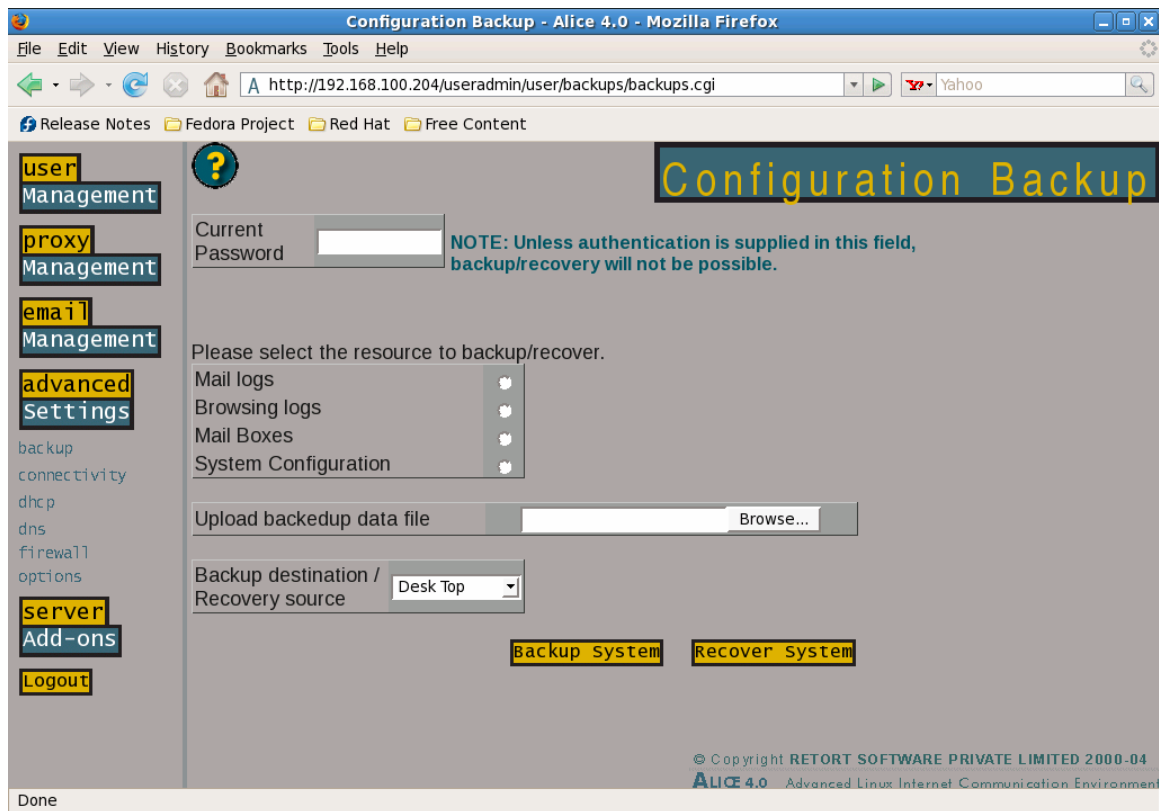 Configuration Backup - Alice 4.0 - Mozilla Firefox
File Edit View History Bookmarks Tools Help
A http://192.168.100.204/useradmin/user/backups/backups.cgi Yahoo
Release Notes Fedora Project Red Hat Free Content
user
Management
proxy
Management
email
Management
advanced
Settings
backup
connectivity
dhcp
dns
firewall
options
server
Add-ons
Logout
?
Configuration Backup
Current
Password
NOTE: Unless authentication is supplied in this field,
backup/recovery will not be possible.
Please select the resource to backup/recover.
Mail logs
Browsing logs
Mail Boxes
System Configuration
Upload backedup data file Browse...
Backup destination /
Recovery source
Desk Top
Backup System Recover System
© Copyright RETORT SOFTWARE PRIVATE LIMITED 2000-04
ALICE 4.0 Advanced Linux Internet Communication Environment
Done